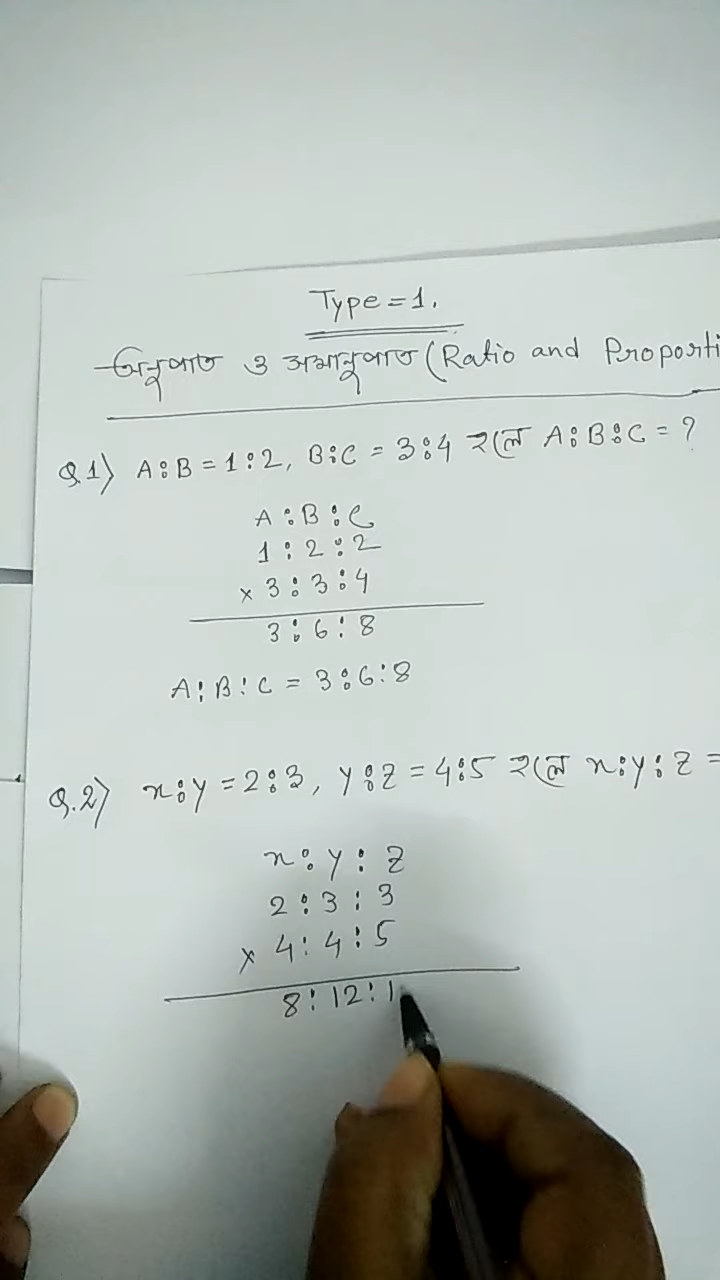 Type = 1.
অনুপাত ও সমানুপাত (Ratio and Proporti
Q.1) A:B = 1:2, B:C = 3:4 হলে A:B:C = ?
A:B:C
1:2:2
× 3:3:4
3:6:8
A:B:C = 3:6:8
Q.2) x:y = 2:3, y:z = 4:5 হলে x:y:z =
x:y:z
2:3:3
× 4:4:5
8:12:1